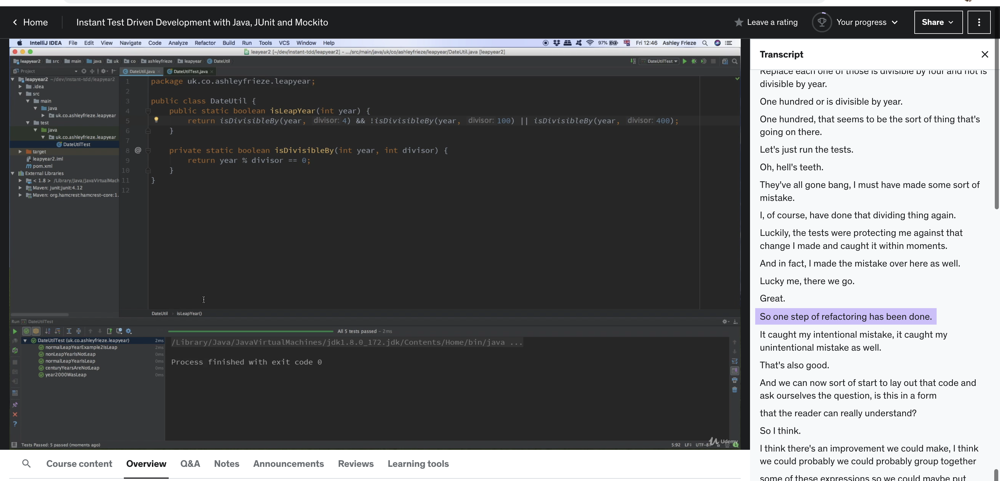 Home
Instant Test Driven Development with Java, JUnit and Mockito
Leave a rating
Your progress
Share
IntelliJ IDEA File Edit View Navigate Code Analyze Refactor Build Run Tools VCS Window Help
97% Fri 12:46 Ashley Frieze
leayear2 [~/dev/instant-tdd/leapyear2] - .../src/main/java/uk/co/ashleyfrieze/leapyear/DateUtil.java [leapyear2]
leapyear2 src main java uk co ashleyfrieze leapyear DateUtil
DateUtilTest
Project
DateUtil.java
DateUtilTest.java
leapyear2 ~/dev/instant-tdd/leapyear2
.idea
src
main
java
uk.co.ashleyfrieze.leapyear
test
java
uk.co.ashleyfrieze.leapyear
DateUtilTest
target
leapyear2.iml
pom.xml
External Libraries
< 1.8 > /Library/Java/JavaVirtualMach
Maven: junit:junit:4.12
Maven: org.hamcrest:hamcrest-core:1.
1 package uk.co.ashleyfrieze.leapyear;
2
3 public class DateUtil {
4 public static boolean isLeapYear(int year) {
5 return isDivisibleBy(year, divisor: 4) && !isDivisibleBy(year, divisor: 100) || isDivisibleBy(year, divisor: 400);
6 }
7
8 @ private static boolean isDivisibleBy(int year, int divisor) {
9 return year % divisor == 0;
10 }
11 }
12
DateUtil isLeapYear()
Run DateUtilTest
All 5 tests passed - 2ms
DateUtilTest (uk.co.ashleyfrieze.leapyear) 2ms
normalLeapYearExample2IsLeap 2ms
nonLeapYearIsNotLeap 0ms
normalLeapYearIsLeap 0ms
centuryYearsAreNotLeap 0ms
year2000WasLeap 0ms
/Library/Java/JavaVirtualMachines/jdk1.8.0_172.jdk/Contents/Home/bin/java ...
Process finished with exit code 0
Tests Passed: 5 passed (moments ago)
5:92 LF UTF-8
Udemy
Course content
Overview
Q&A
Notes
Announcements
Reviews
Learning tools
Transcript
Replace each one of those is divisible by four and not is
divisible by year.
One hundred or is divisible by year.
One hundred, that seems to be the sort of thing that's
going on there.
Let's just run the tests.
Oh, hell's teeth.
They've all gone bang, I must have made some sort of
mistake.
I, of course, have done that dividing thing again.
Luckily, the tests were protecting me against that
change I made and caught it within moments.
And in fact, I made the mistake over here as well.
Lucky me, there we go.
Great.
So one step of refactoring has been done.
It caught my intentional mistake, it caught my
unintentional mistake as well.
That's also good.
And we can now sort of start to lay out that code and
ask ourselves the question, is this in a form
that the reader can really understand?
So I think.
I think there's an improvement we could make, I think
we could probably we could probably group together
some of these expressions so we could maybe put